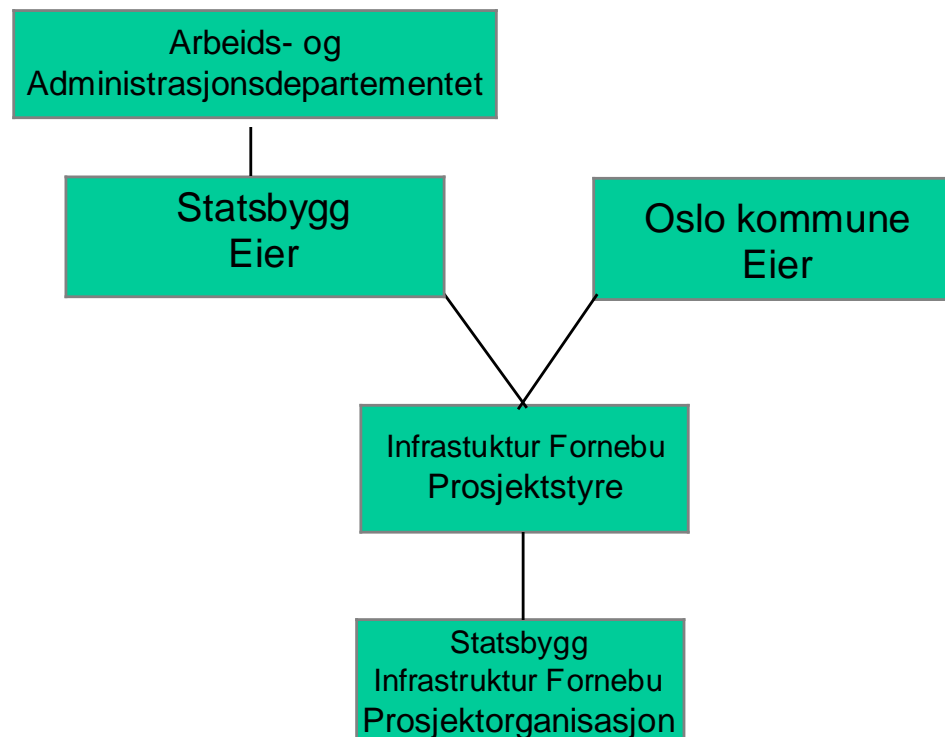 Arbeids- og
Administrasjonsdepartementet
Statsbygg
Eier
Oslo kommune
Eier
Infrastuktur Fornebu
Prosjektstyre
Statsbygg
Infrastruktur Fornebu
Prosjektorganisasjon